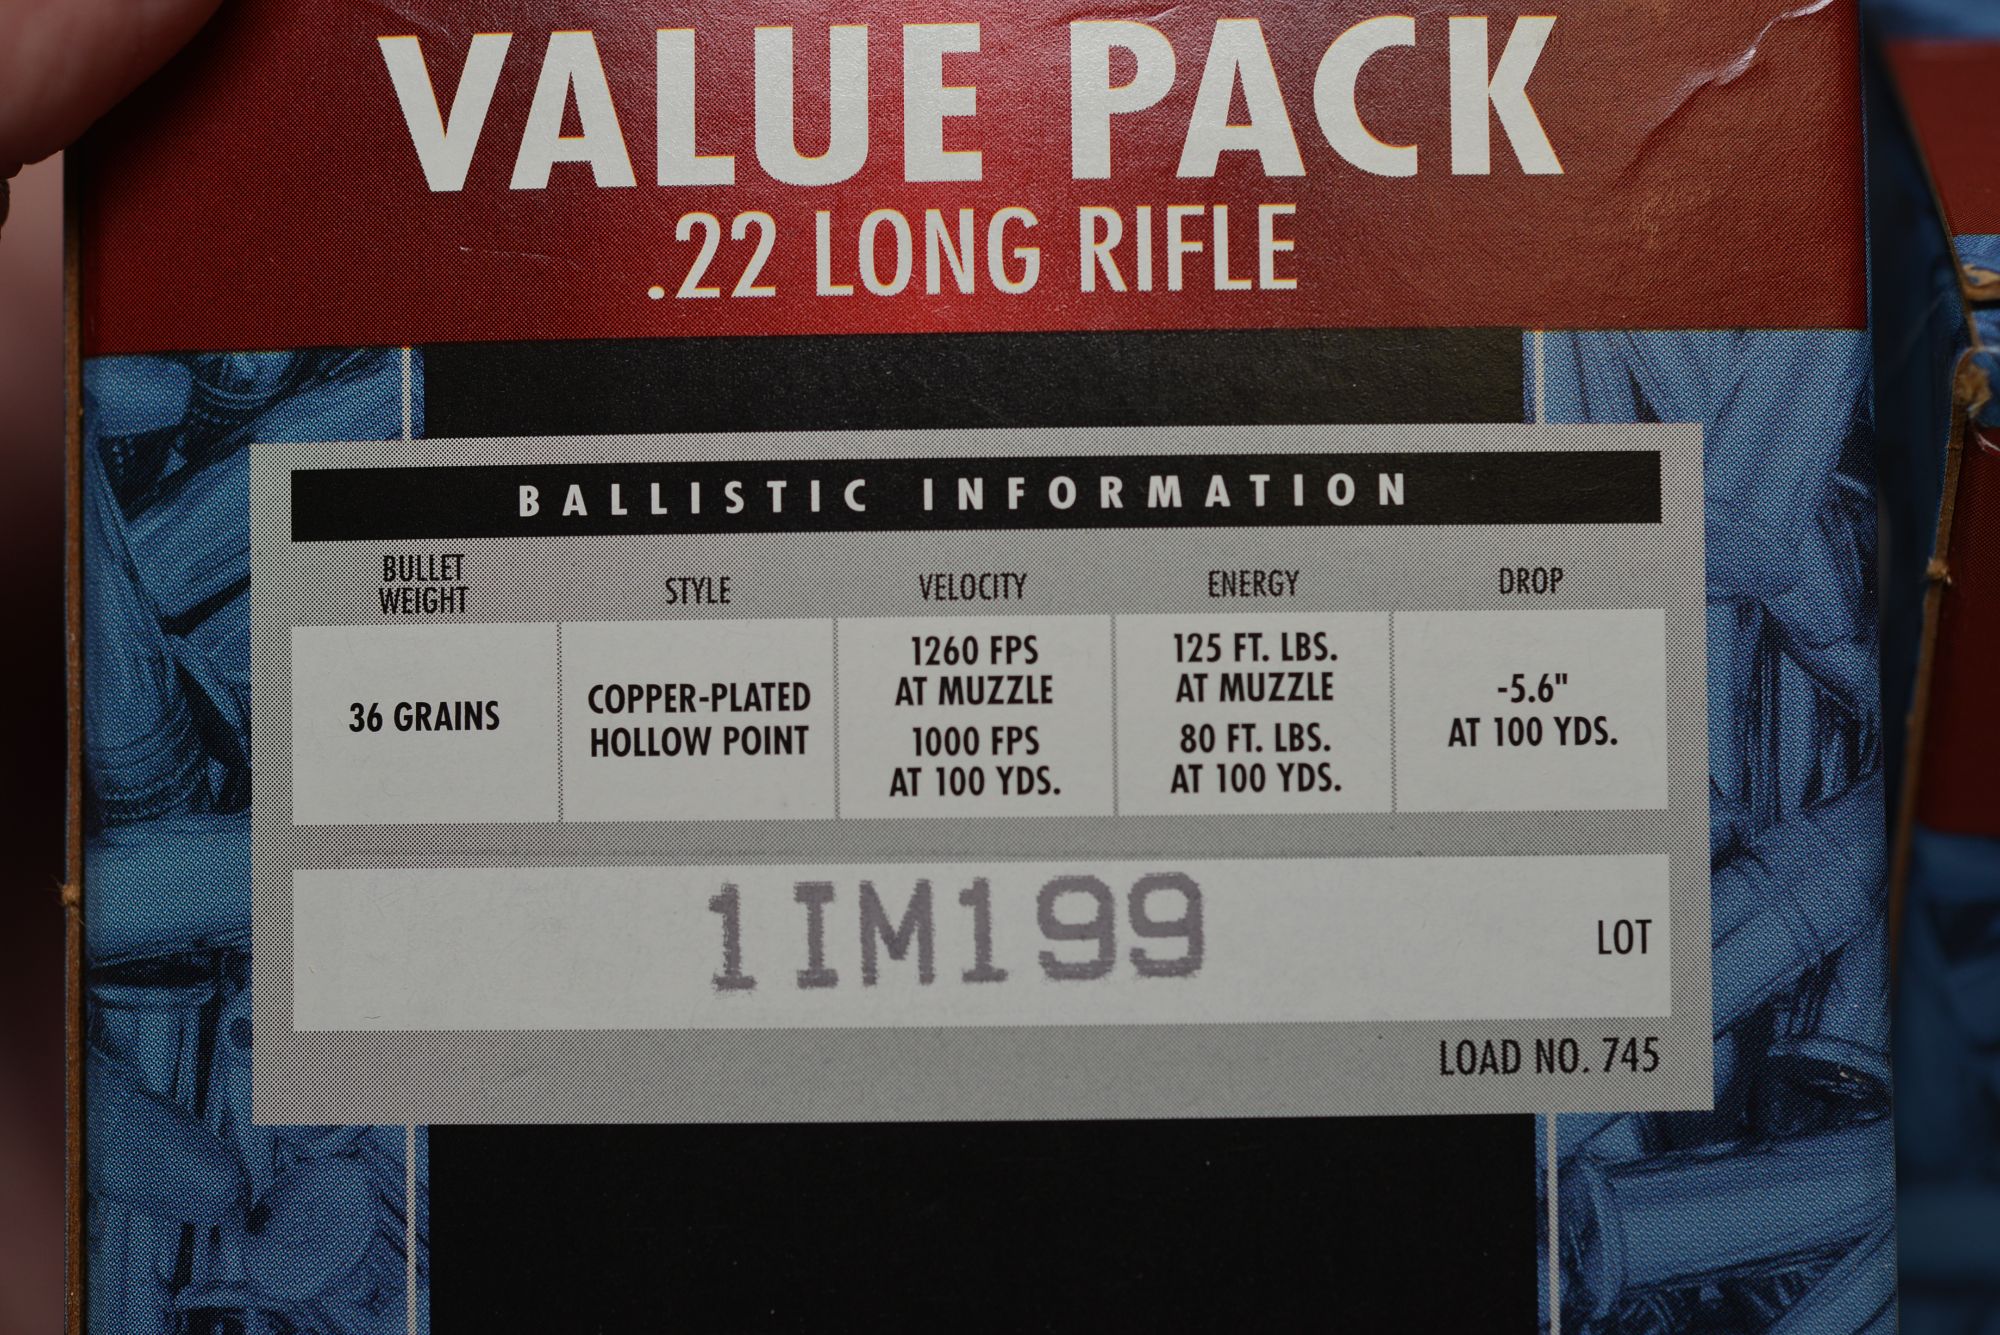 VALUE PACK
.22 LONG RIFLE
BALLISTIC INFORMATION
BULLET
WEIGHT
STYLE
VELOCITY
ENERGY
DROP
36 GRAINS
COPPER-PLATED
HOLLOW POINT
1260 FPS
AT MUZZLE
1000 FPS
AT 100 YDS.
125 FT. LBS.
AT MUZZLE
80 FT. LBS.
AT 100 YDS.
-5.6"
AT 100 YDS.
1IM199
LOT
LOAD NO. 745